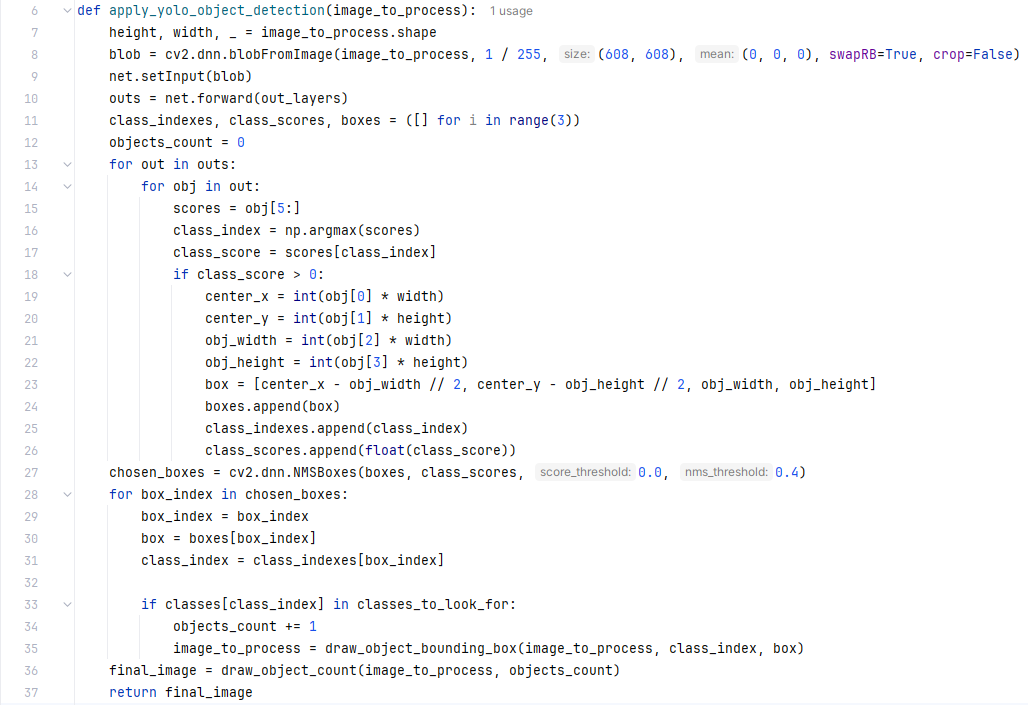 6 def apply_yolo_object_detection(image_to_process): 1 usage
7 height, width, _ = image_to_process.shape
8 blob = cv2.dnn.blobFromImage(image_to_process, 1 / 255, size: (608, 608), mean: (0, 0, 0), swapRB=True, crop=False)
9 net.setInput(blob)
10 outs = net.forward(out_layers)
11 class_indexes, class_scores, boxes = ([] for i in range(3))
12 objects_count = 0
13 for out in outs:
14 for obj in out:
15 scores = obj[5:]
16 class_index = np.argmax(scores)
17 class_score = scores[class_index]
18 if class_score > 0:
19 center_x = int(obj[0] * width)
20 center_y = int(obj[1] * height)
21 obj_width = int(obj[2] * width)
22 obj_height = int(obj[3] * height)
23 box = [center_x - obj_width // 2, center_y - obj_height // 2, obj_width, obj_height]
24 boxes.append(box)
25 class_indexes.append(class_index)
26 class_scores.append(float(class_score))
27 chosen_boxes = cv2.dnn.NMSBoxes(boxes, class_scores, score_threshold: 0.0, nms_threshold: 0.4)
28 for box_index in chosen_boxes:
29 box_index = box_index
30 box = boxes[box_index]
31 class_index = class_indexes[box_index]
32
33 if classes[class_index] in classes_to_look_for:
34 objects_count += 1
35 image_to_process = draw_object_bounding_box(image_to_process, class_index, box)
36 final_image = draw_object_count(image_to_process, objects_count)
37 return final_image